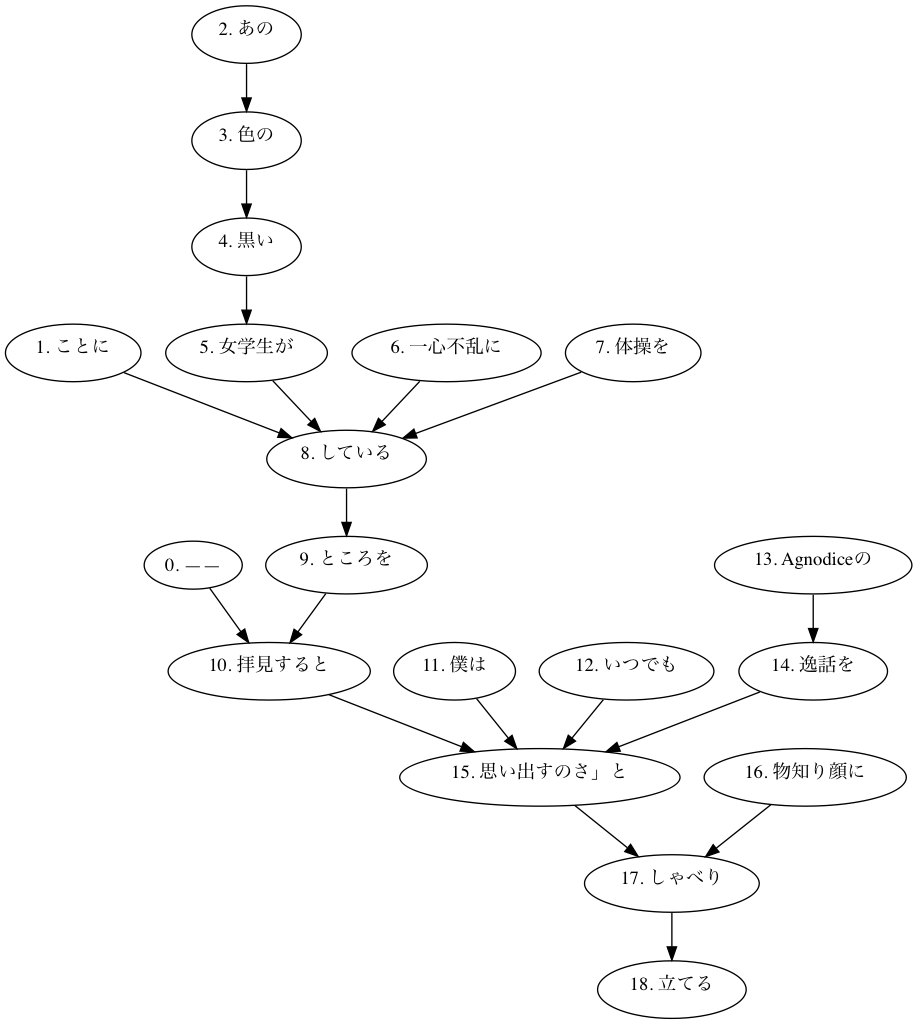 2. あの
3. 色の
4. 黒い
1. ことに
5. 女学生が
6. 一心不乱に
7. 体操を
8. している
0. ――
9. ところを
13. Agnodiceの
10. 拝見すると
11. 僕は
12. いつでも
14. 逸話を
15. 思い出すのさ」と
16. 物知り顔に
17. しゃべり
18. 立てる